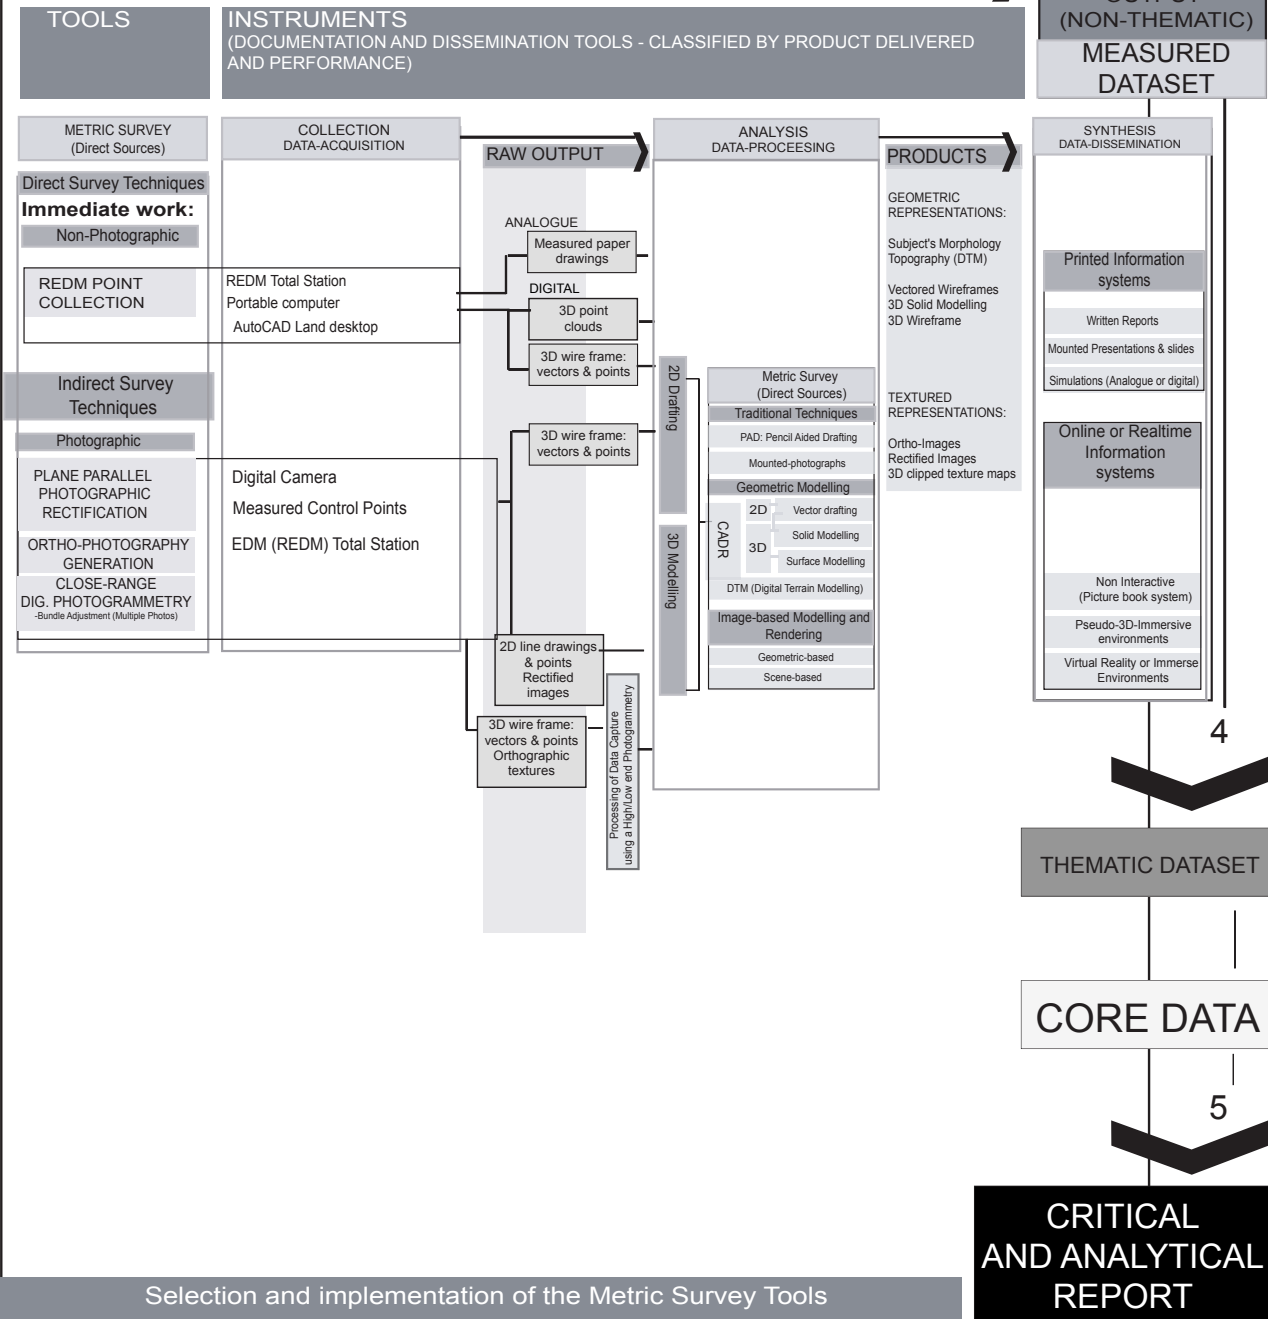 TOOLS
INSTRUMENTS
(DOCUMENTATION AND DISSEMINATION TOOLS - CLASSIFIED BY PRODUCT DELIVERED
AND PERFORMANCE)
(NON-THEMATIC)
MEASURED
DATASET
METRIC SURVEY
(Direct Sources)
Direct Survey Techniques
Immediate work:
Non-Photographic
REDM POINT
COLLECTION
Indirect Survey
Techniques
Photographic
PLANE PARALLEL
PHOTOGRAPHIC
RECTIFICATION
ORTHO-PHOTOGRAPHY
GENERATION
CLOSE-RANGE
DIG. PHOTOGRAMMETRY
-Bundle Adjustment (Multiple Photos)
COLLECTION
DATA-ACQUISITION
REDM Total Station
Portable computer
AutoCAD Land desktop
Digital Camera
Measured Control Points
EDM (REDM) Total Station
RAW OUTPUT
ANALOGUE
Measured paper
drawings
DIGITAL
3D point
clouds
3D wire frame:
vectors & points
3D wire frame:
vectors & points
2D line drawings
& points
Rectified
images
3D wire frame:
vectors & points
Orthographic
textures
Processing of Data Capture
using a High/Low end Photogrammetry
ANALYSIS
DATA-PROCEESING
2D Drafting
3D Modelling
Metric Survey
(Direct Sources)
Traditional Techniques
PAD: Pencil Aided Drafting
Mounted-photographs
Geometric Modelling
CADR
2D
Vector drafting
3D
Solid Modelling
Surface Modelling
DTM (Digital Terrain Modelling)
Image-based Modelling and
Rendering
Geometric-based
Scene-based
PRODUCTS
GEOMETRIC
REPRESENTATIONS:
Subject's Morphology
Topography (DTM)
Vectored Wireframes
3D Solid Modelling
3D Wireframe
TEXTURED
REPRESENTATIONS:
Ortho-Images
Rectified Images
3D clipped texture maps
SYNTHESIS
DATA-DISSEMINATION
Printed Information
systems
Written Reports
Mounted Presentations & slides
Simulations (Analogue or digital)
Online or Realtime
Information
systems
Non Interactive
(Picture book system)
Pseudo-3D-Immersive
environments
Virtual Reality or Immerse
Environments
4
THEMATIC DATASET
CORE DATA
5
CRITICAL
AND ANALYTICAL
REPORT
Selection and implementation of the Metric Survey Tools